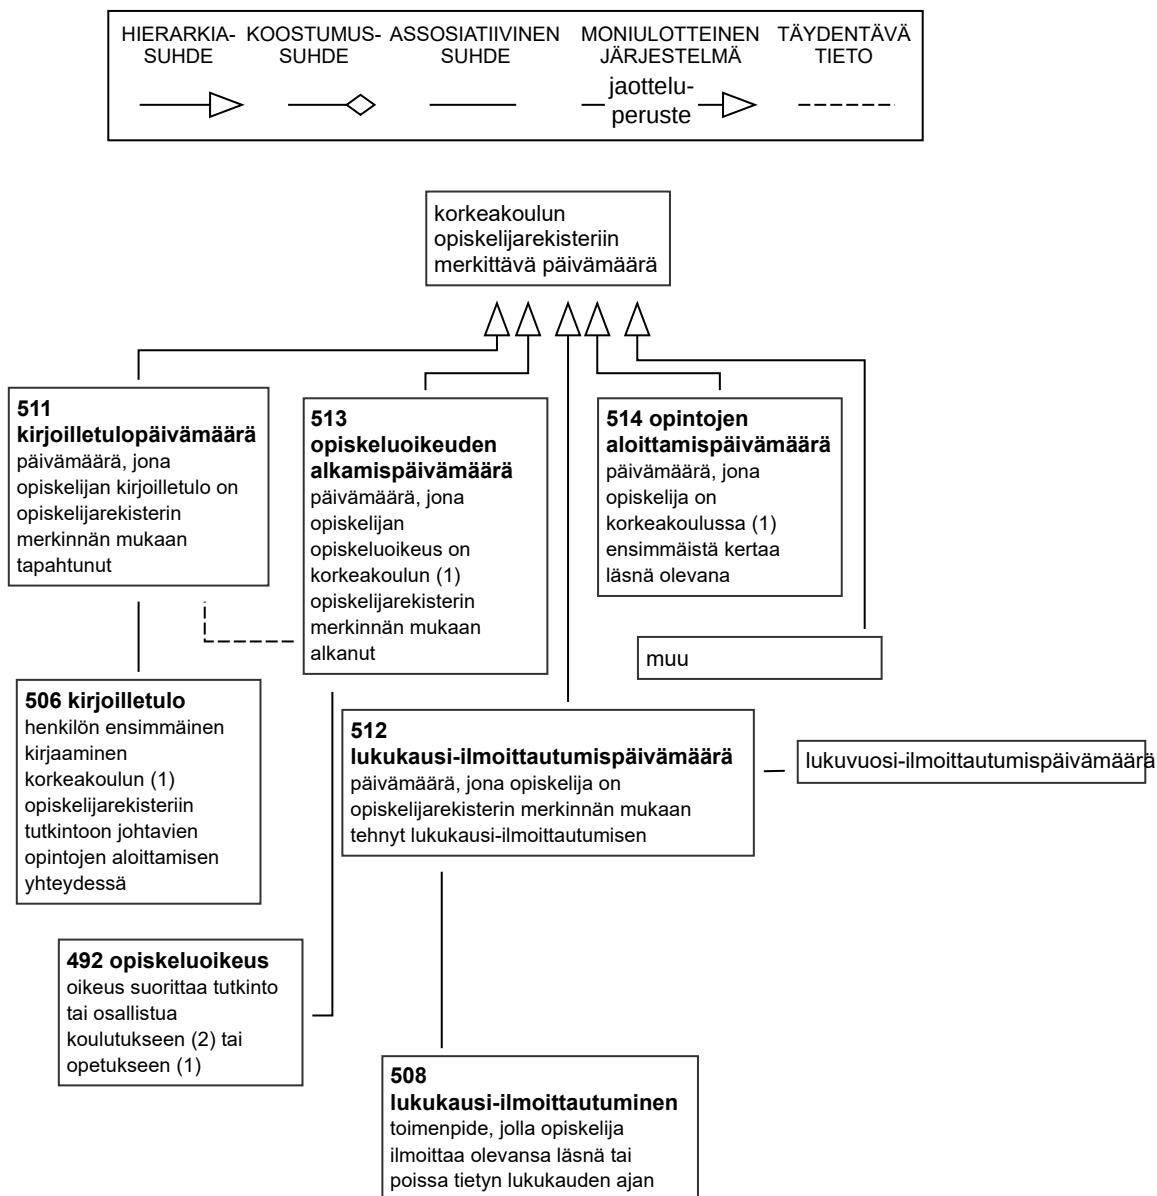 HIERARKIA-
SUHDE
KOOSTUMUS-
SUHDE
ASSOSIATIIVINEN
SUHDE
MONIULOTTEINEN
JÄRJESTELMÄ
jaottelu-
peruste
TÄYDENTÄVÄ
TIETO
korkeakoulun
opiskelijarekisteriin
merkittävä päivämäärä
511
kirjoilletulopäivämäärä
päivämäärä, jona
opiskelijan kirjoilletulo on
opiskelijarekisterin
merkinnän mukaan
tapahtunut
513
opiskeluoikeuden
alkamispäivämäärä
päivämäärä, jona
opiskelijan
opiskeluoikeus on
korkeakoulun (1)
opiskelijarekisterin
merkinnän mukaan
alkanut
514 opintojen
aloittamispäivämäärä
päivämäärä, jona
opiskelija on
korkeakoulussa (1)
ensimmäistä kertaa
läsnä olevana
muu
506 kirjoilletulo
henkilön ensimmäinen
kirjaaminen
korkeakoulun (1)
opiskelijarekisteriin
tutkintoon johtavien
opintojen aloittamisen
yhteydessä
512
lukukausi-ilmoittautumispäivämäärä
päivämäärä, jona opiskelija on
opiskelijarekisterin merkinnän mukaan
tehnyt lukukausi-ilmoittautumisen
lukuvuosi-ilmoittautumispäivämäärä
492 opiskeluoikeus
oikeus suorittaa tutkinto
tai osallistua
koulutukseen (2) tai
opetukseen (1)
508
lukukausi-ilmoittautuminen
toimenpide, jolla opiskelija
ilmoittaa olevansa läsnä tai
poissa tietyn lukukauden ajan